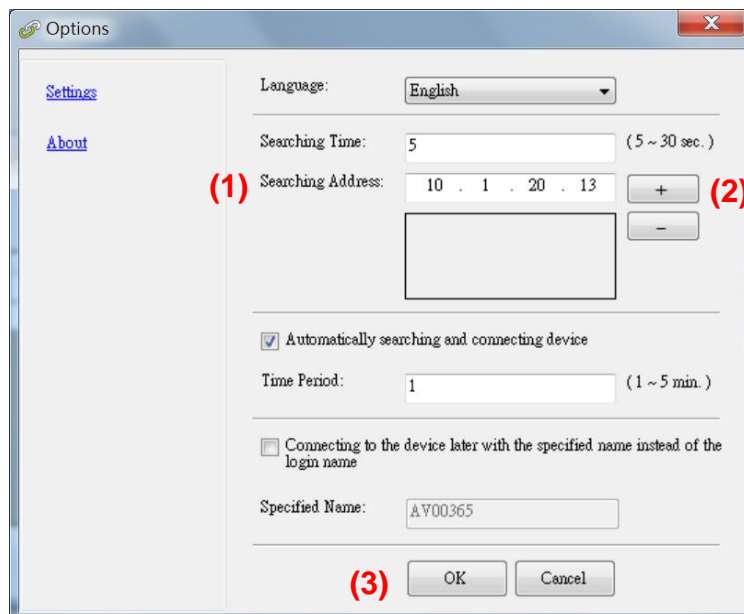 Options
Settings
About
Language:
English
Searching Time:
5
(5 ~ 30 sec.)
(1)
Searching Address:
10 . 1 . 20 . 13
+
(2)
-
Automatically searching and connecting device
Time Period:
1
(1 ~ 5 min.)
Connecting to the device later with the specified name instead of the
login name
Specified Name:
AV00365
(3)
OK
Cancel